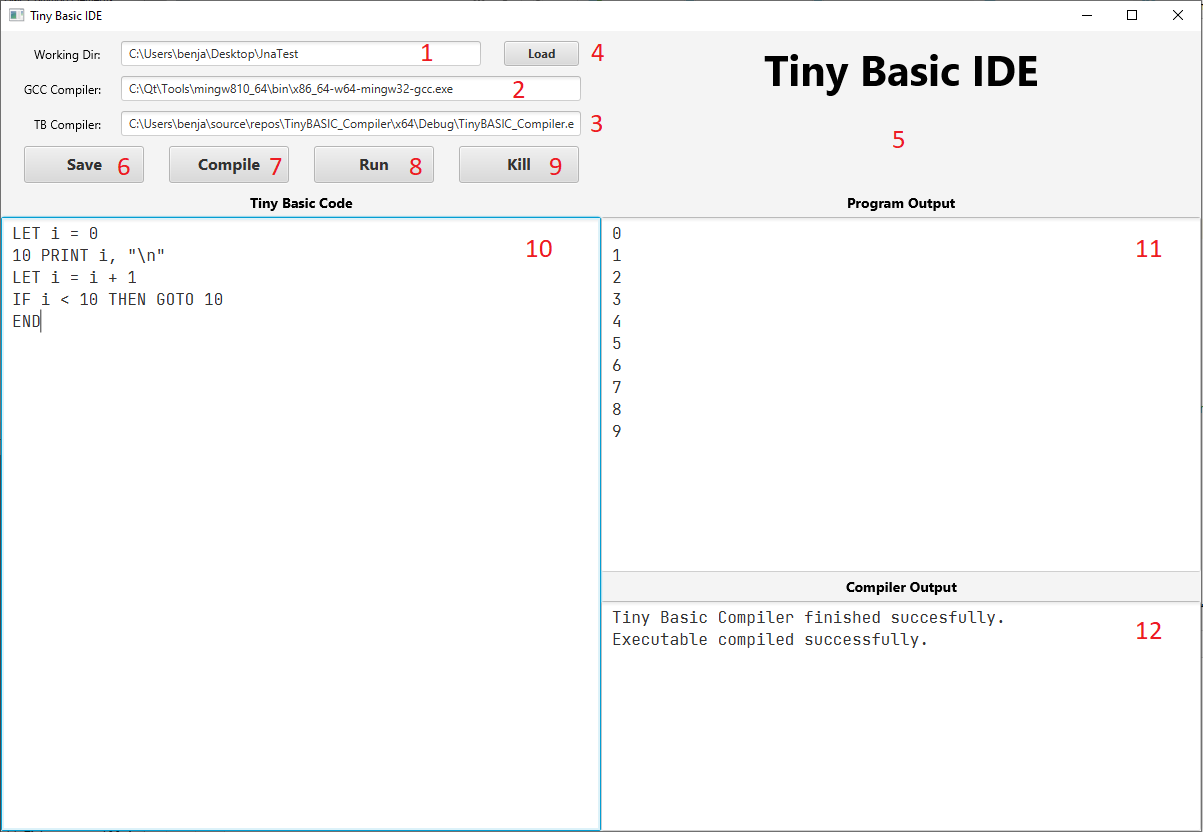 Tiny Basic IDE
Working Dir: C:\Users\benja\Desktop\JnaTest 1 Load 4
GCC Compiler: C:\Qt\Tools\mingw810_64\bin\x86_64-w64-mingw32-gcc.exe 2
TB Compiler: C:\Users\benja\source\repos\TinyBASIC_Compiler\x64\Debug\TinyBASIC_Compiler.e 3
Tiny Basic IDE
5
Save 6 Compile 7 Run 8 Kill 9
Tiny Basic Code
10
LET i = 0
10 PRINT i, "\n"
LET i = i + 1
IF i < 10 THEN GOTO 10
END
Program Output
11
0
1
2
3
4
5
6
7
8
9
Compiler Output
12
Tiny Basic Compiler finished succesfully.
Executable compiled successfully.